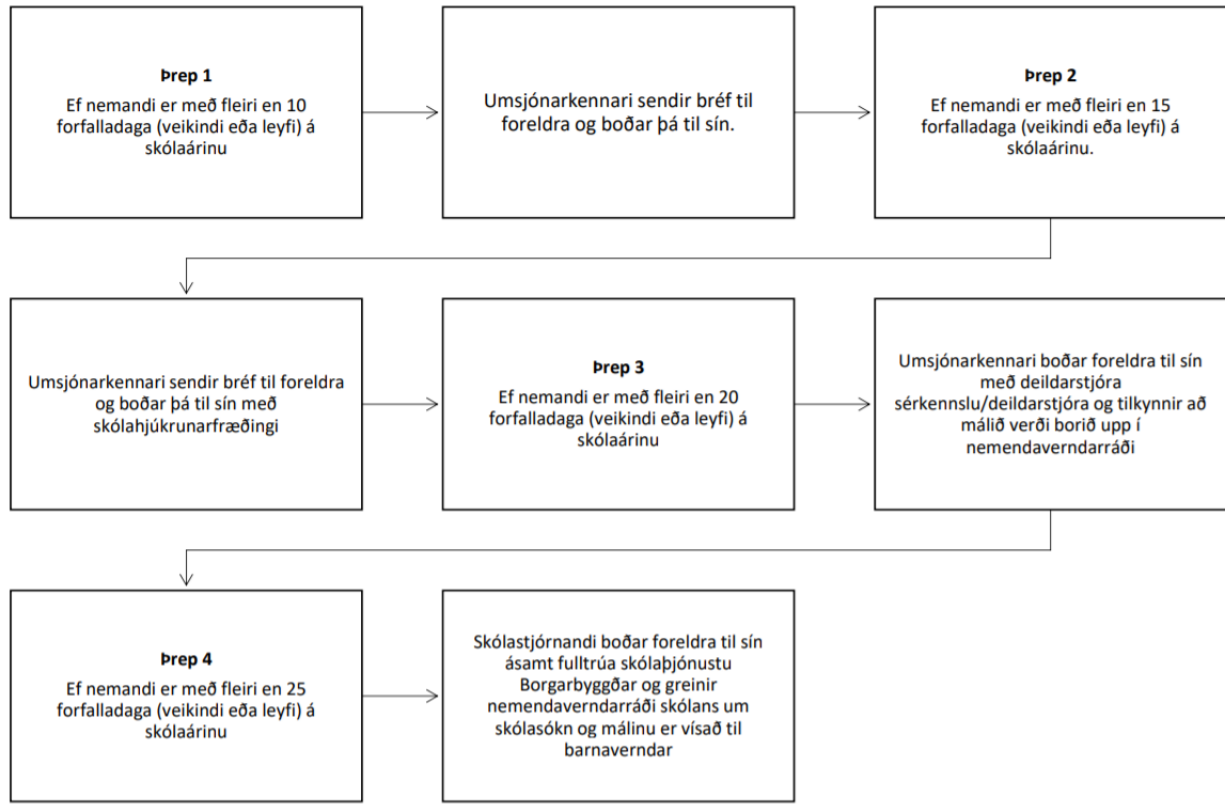 Þrep 1
Ef nemandi er með fleiri en 10
forfalladaga (veikindi eða leyfi) á
skólaárinu
Umsjónarkennari sendir bréf til
foreldra og boðar þá til sín.
Þrep 2
Ef nemandi er með fleiri en 15
forfalladaga (veikindi eða leyfi) á
skólaárinu.
Umsjónarkennari sendir bréf til foreldra
og boðar þá til sín með
skólahjúkrunarfræðingi
Þrep 3
Ef nemandi er með fleiri en 20
forfalladaga (veikindi eða leyfi) á
skólaárinu
Umsjónarkennari boðar foreldra til sín
með deildarstjóra
sérkennslu/deildarstjóra og tilkynnir að
málið verði borið upp í
nemendaverndarráði
Þrep 4
Ef nemandi er með fleiri en 25
forfalladaga (veikindi eða leyfi) á
skólaárinu
Skólastjórnandi boðar foreldra til sín
ásamt fulltrúa skólaþjónustu
Borgarbyggðar og greinir
nemendaverndarráði skólans um
skólasókn og málinu er vísað til
barnaverndar